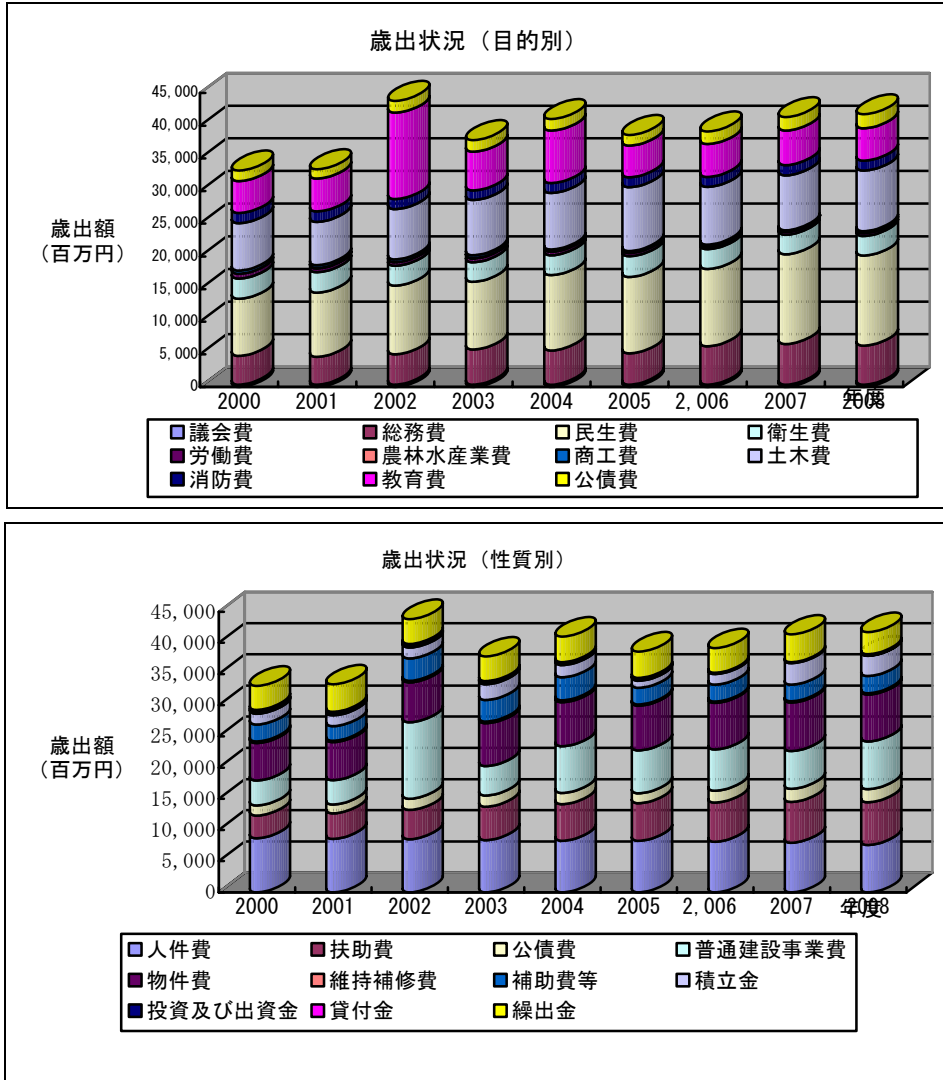 歳出状況（目的別）
歳出額
（百万円）
45,000
40,000
35,000
30,000
25,000
20,000
15,000
10,000
5,000
0
2000 2001 2002 2003 2004 2005 2,006 2007 2008
年度
議会費 総務費 民生費 衛生費
労働費 農林水産業費 商工費 土木費
消防費 教育費 公債費
歳出状況（性質別）
歳出額
（百万円）
45,000
40,000
35,000
30,000
25,000
20,000
15,000
10,000
5,000
0
2000 2001 2002 2003 2004 2005 2,006 2007 2008
年度
人件費 扶助費 公債費 普通建設事業費
物件費 維持補修費 補助費等 積立金
投資及び出資金 貸付金 繰出金